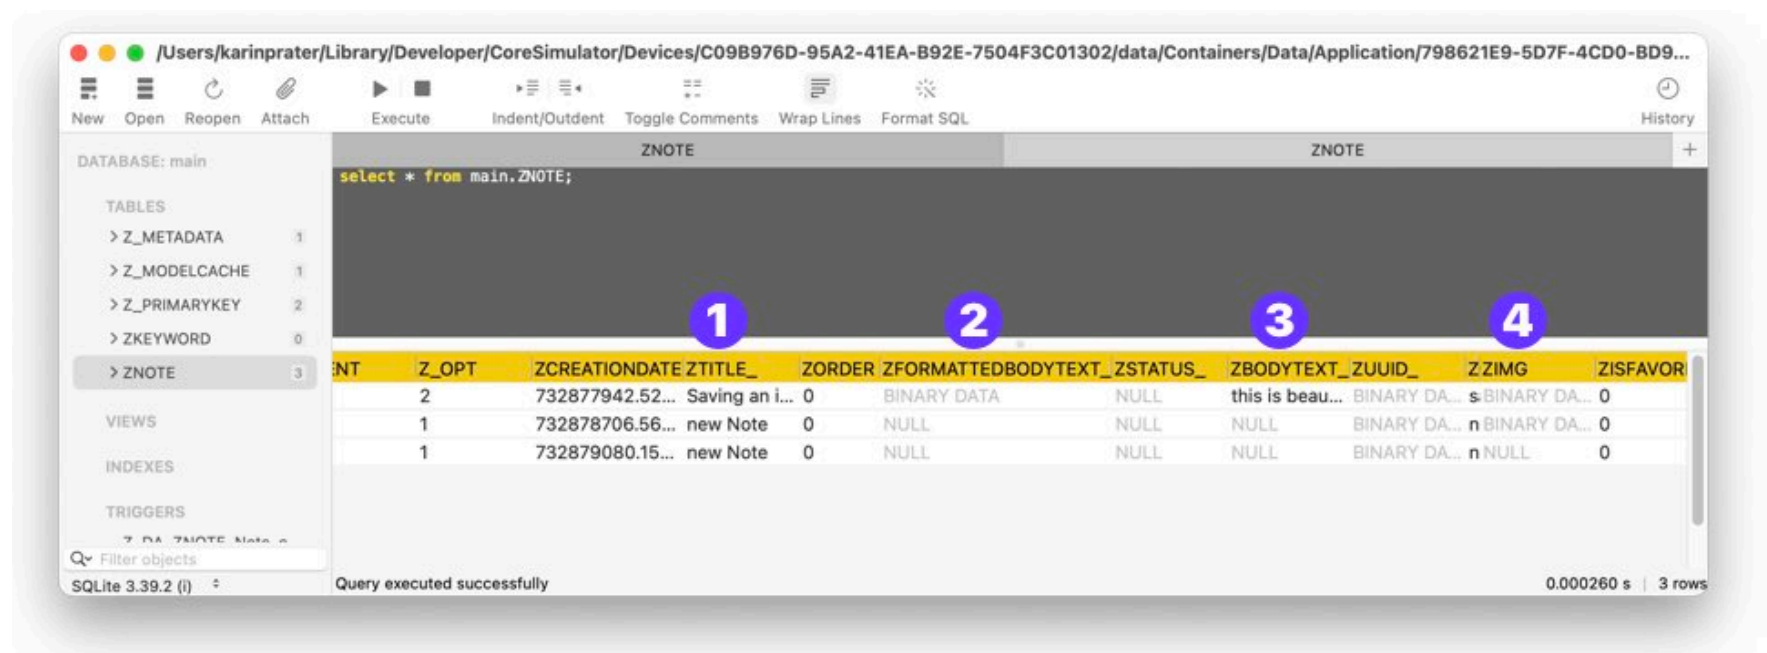 /Users/karinprater/Library/Developer/CoreSimulator/Devices/C09B976D-95A2-41EA-B92E-7504F3C01302/data/Containers/Data/Application/798621E9-5D7F-4CD0-BD9...
New Open Reopen Attach Execute Indent/Outdent Toggle Comments Wrap Lines Format SQL History
DATABASE: main
TABLES
Z_METADATA 1
Z_MODELCACHE 1
Z_PRIMARYKEY 2
ZKEYWORD 0
ZNOTE 3
VIEWS
INDEXES
TRIGGERS
Z_DA_ZNOTE_Note_
Filter objects
SQLite 3.39.2 (i)
ZNOTE ZNOTE +
select * from main.ZNOTE;
1 2 3 4
ENT Z_OPT ZCREATIONDATE ZTITLE_ ZORDER ZFORMATTEDBODYTEXT_ ZSTATUS_ ZBODYTEXT_ ZUUID_ Z ZIMG ZISFAVOR
2 732877942.52... Saving an i... 0 BINARY DATA NULL this is beau... BINARY DA... s BINARY DA... 0
1 732878706.56... new Note 0 NULL NULL NULL BINARY DA... n BINARY DA... 0
1 732879080.15... new Note 0 NULL NULL NULL BINARY DA... n NULL 0
Query executed successfully 0.000260 s 3 rows